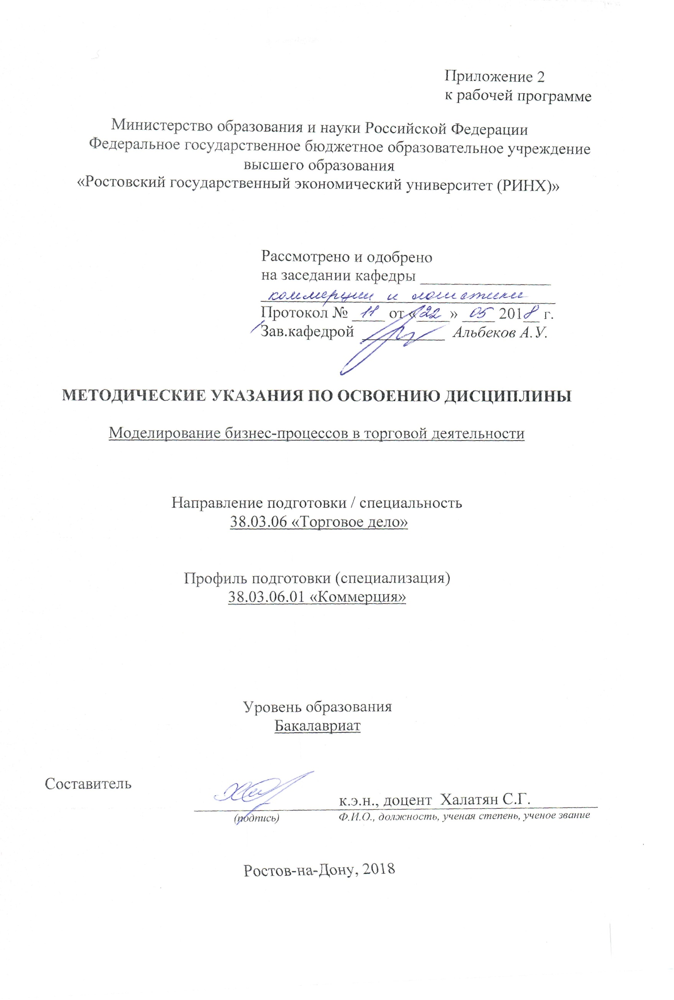 Приложение 2
к рабочей программе
Министерство образования и науки Российской Федерации
Федеральное государственное бюджетное образовательное учреждение
высшего образования
«Ростовский государственный экономический университет (РИНХ)»
Рассмотрено и одобрено
на заседании кафедры
коммерции и логистики
Протокол № 11 от «22» 05 2018 г.
Зав.кафедрой Альбеков А.У.
МЕТОДИЧЕСКИЕ УКАЗАНИЯ ПО ОСВОЕНИЮ ДИСЦИПЛИНЫ
Моделирование бизнес-процессов в торговой деятельности
Направление подготовки / специальность
38.03.06 «Торговое дело»
Профиль подготовки (специализация)
38.03.06.01 «Коммерция»
Уровень образования
Бакалавриат
Составитель
к.э.н., доцент Халатян С.Г.
(подпись) Ф.И.О., должность, ученая степень, ученое звание
Ростов-на-Дону, 2018